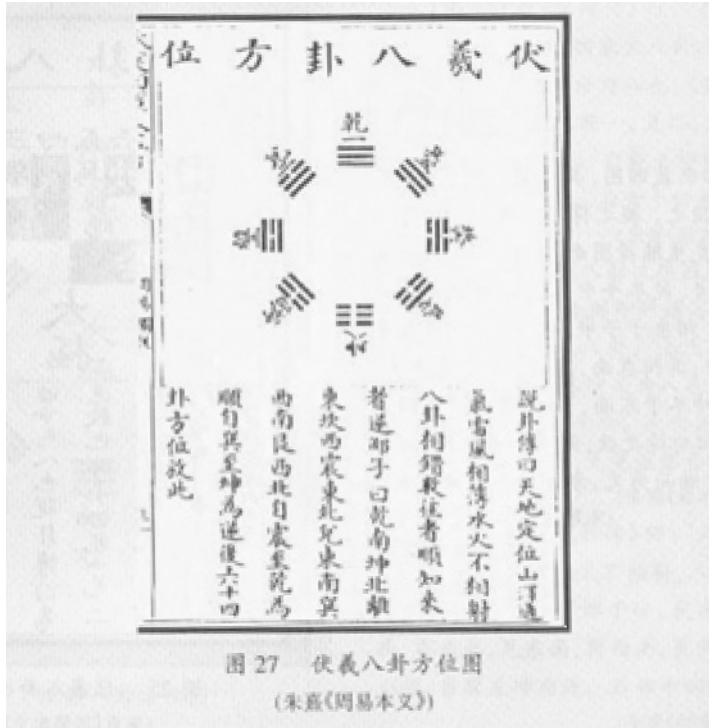 伏羲八卦方位
乾一
說卦傳曰天地定位山澤通
氣雷風相薄水火不相射
八卦相錯數往者順知來
者逆邵子曰乾南坤北離
東坎西震東北兌東南巽
西南艮西北自震至乾為
順自巽至坤為逆後六十四
卦方位放此
图 27 伏羲八卦方位图
(朱熹《周易本义》)